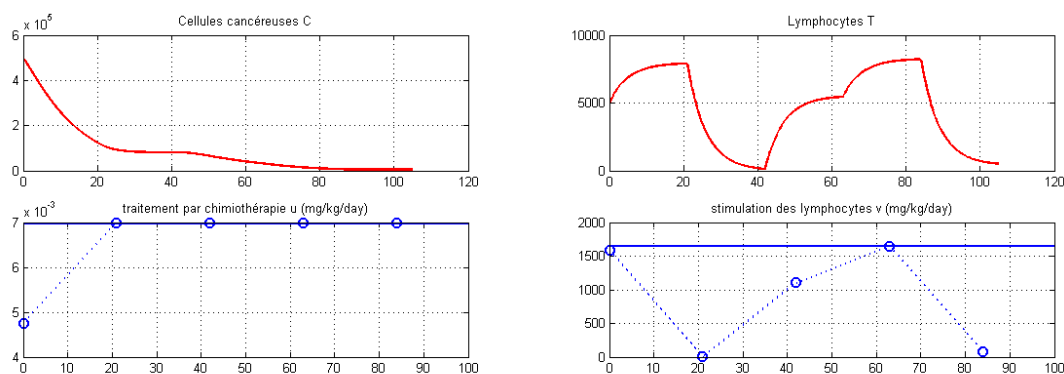 Cellules cancéreuses C
x 10^5
6
4
2
0
0 20 40 60 80 100 120
Lymphocytes T
10000
5000
0
0 20 40 60 80 100 120
traitement par chimiothérapie u (mg/kg/day)
x 10^-3
7
6
5
4
0 10 20 30 40 50 60 70 80 90 100
stimulation des lymphocytes v (mg/kg/day)
2000
1500
1000
500
0
0 10 20 30 40 50 60 70 80 90 100